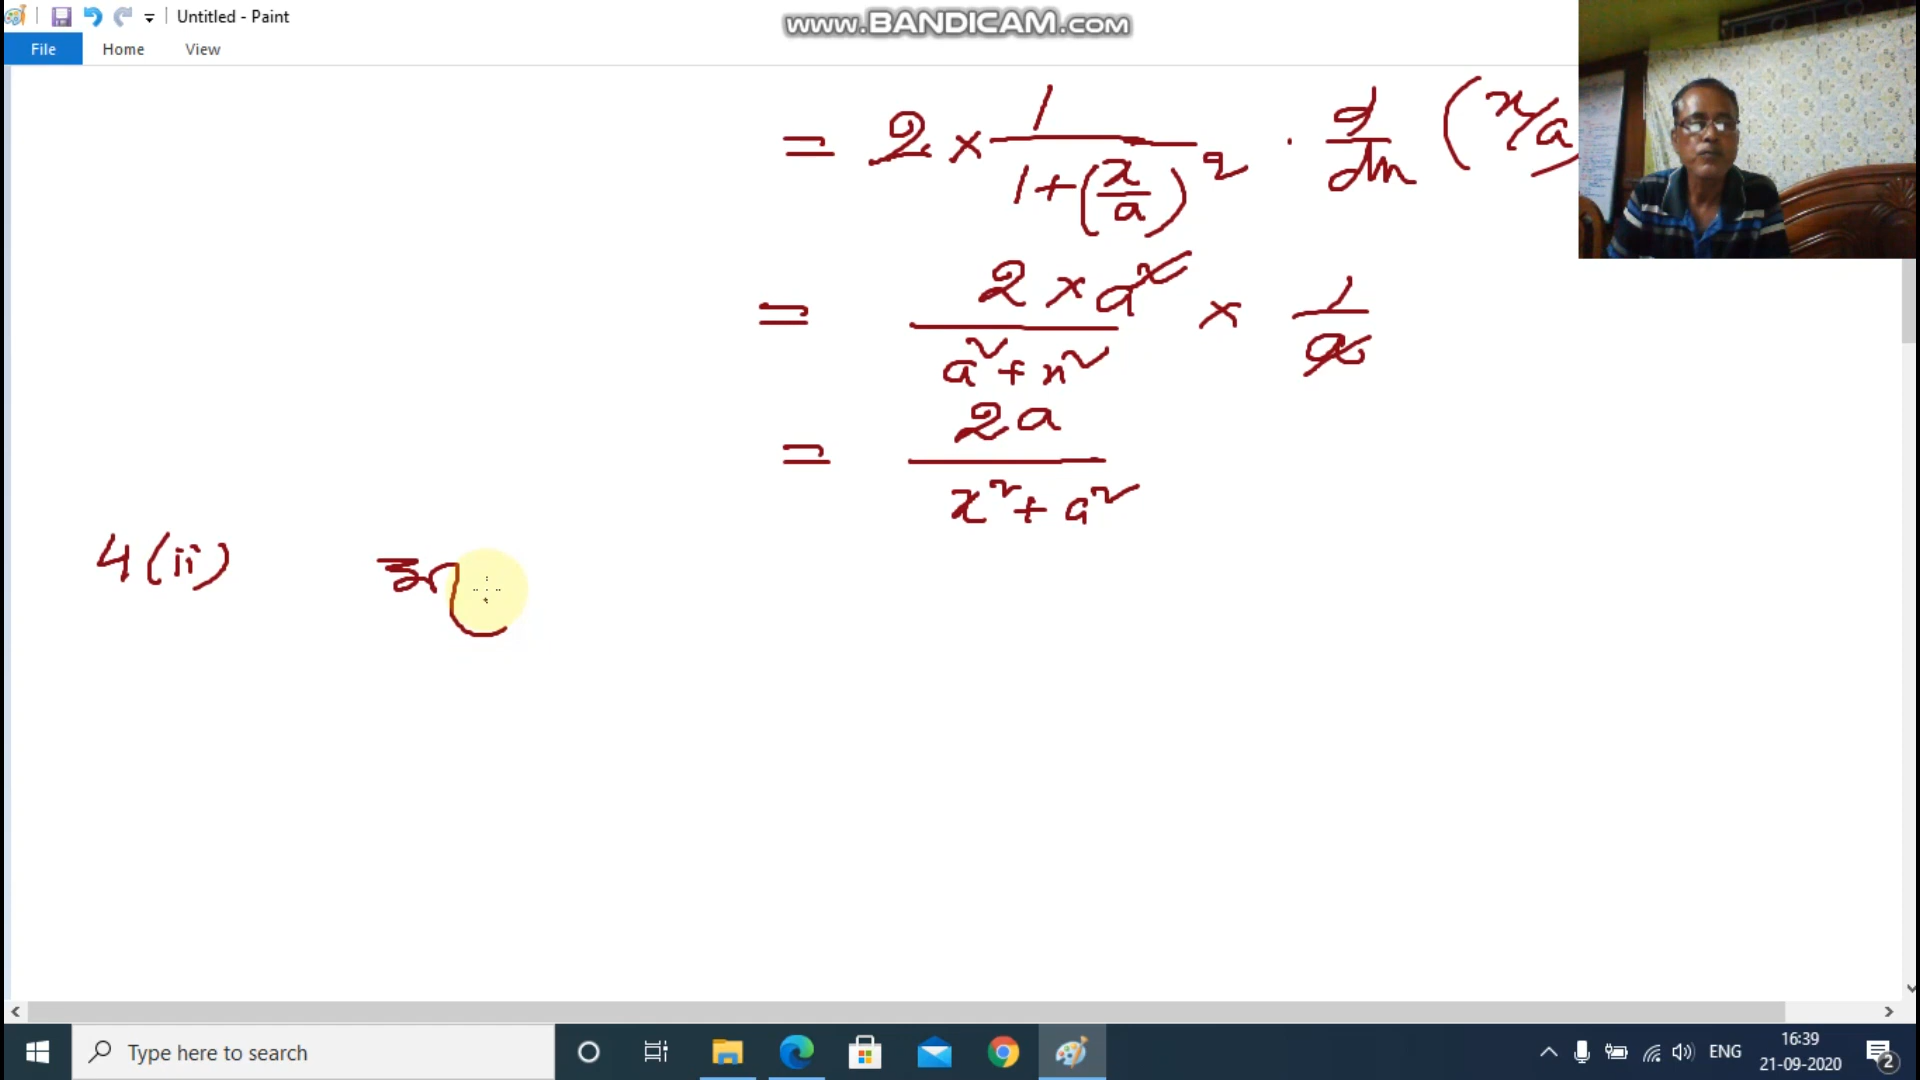 Untitled - Paint
www.BANDICAM.com
File Home View
= 2 × 1/(1+(x/a)²) · d/dx (x/a)
= (2 × a²)/(a²+x²) × 1/a
= 2a/(x²+a²)
4(ii)
Type here to search
ENG
16:39
21-09-2020
2